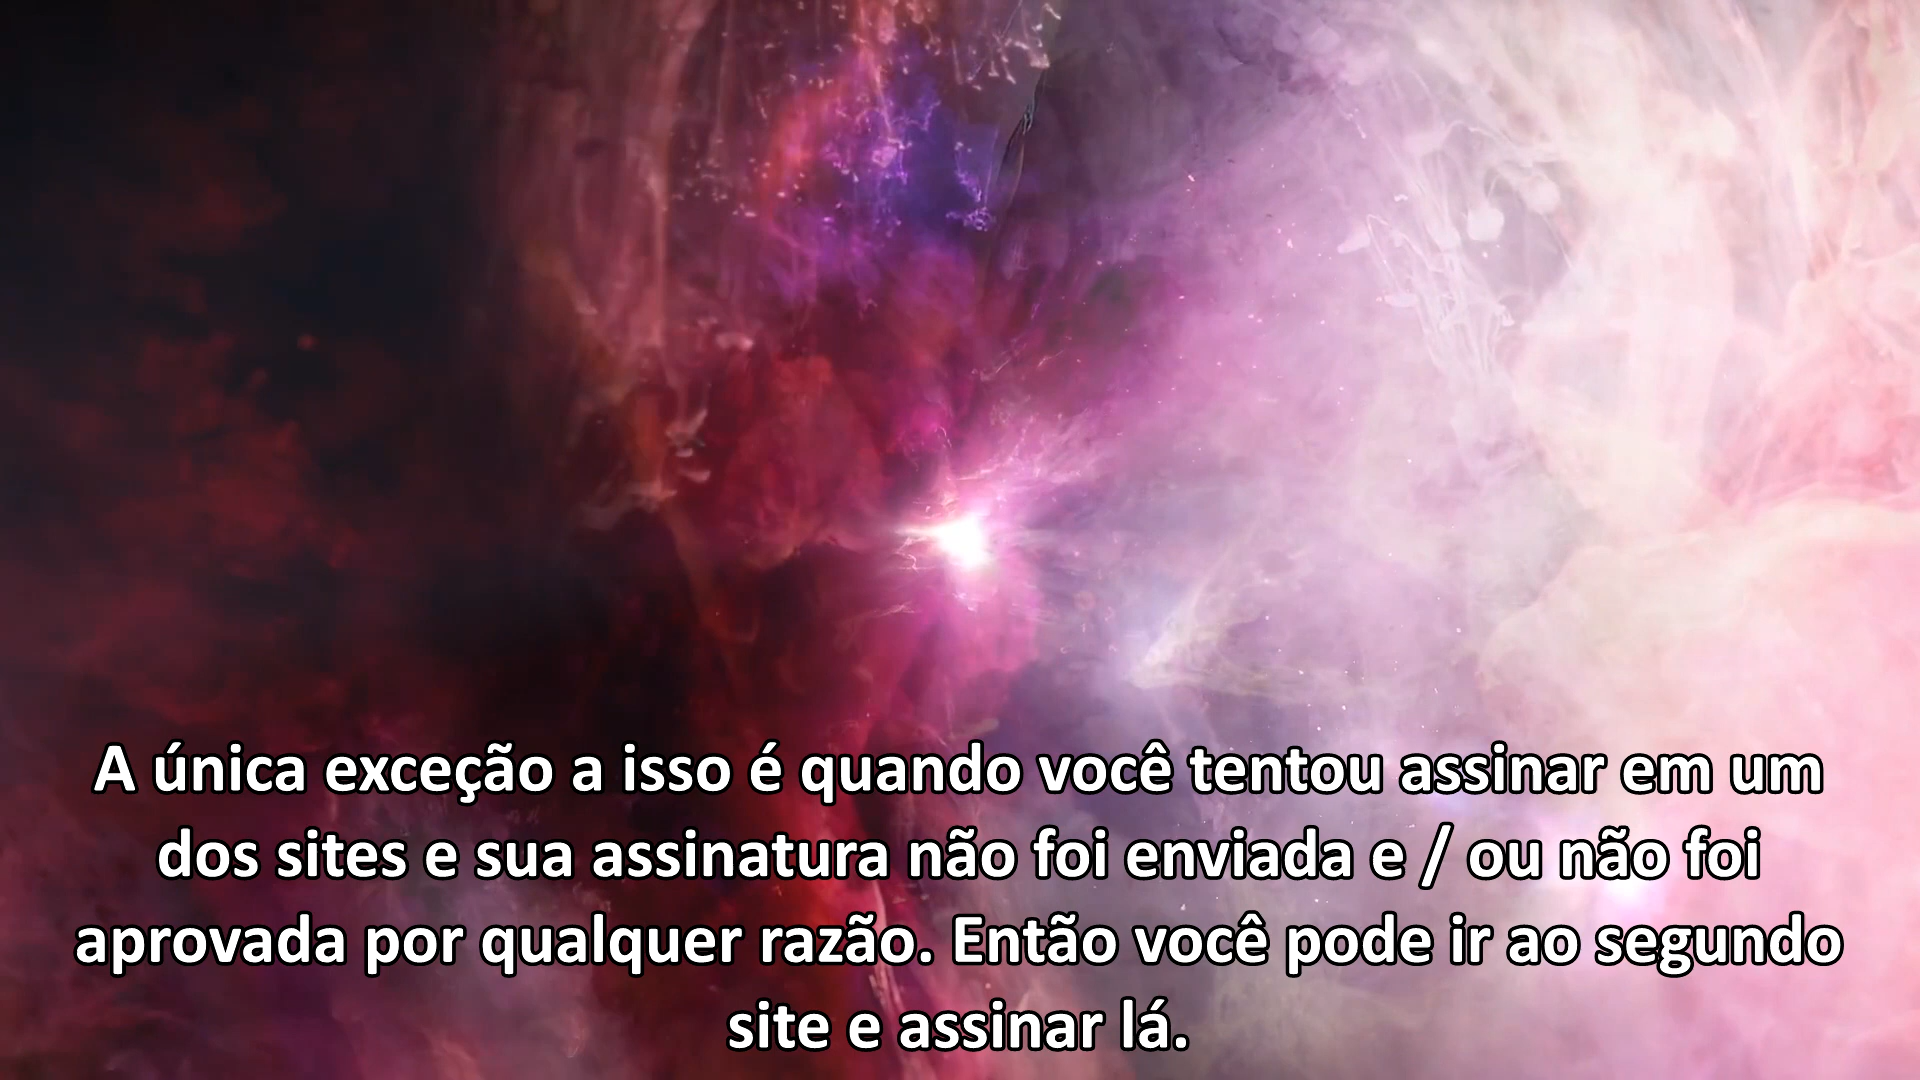 A única exceção a isso é quando você tentou assinar em um
dos sites e sua assinatura não foi enviada e / ou não foi
aprovada por qualquer razão. Então você pode ir ao segundo
site e assinar lá.